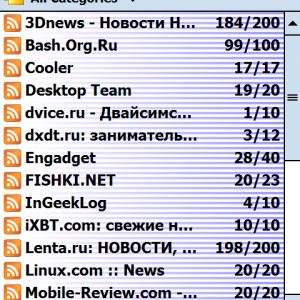 All Categories
3Dnews - Новости Н... 184/200
Bash.Org.Ru 99/100
Cooler 17/17
Desktop Team 19/20
dvice.ru - Двайсимс... 1/10
dxdt.ru: заниматель... 3/12
Engadget 28/40
FISHKI.NET 20/23
InGeekLog 4/10
iXBT.com: свежие н... 10/10
Lenta.ru: НОВОСТИ, ... 198/200
Linux.com :: News 20/20
Mobile-Review.com -... 20/20